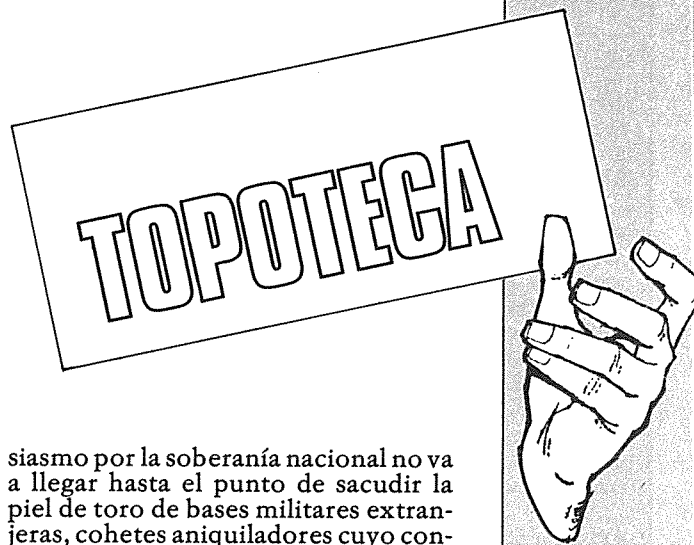 TOPOTECA
siasmo por la soberanía nacional no va
a llegar hasta el punto de sacudir la
piel de toro de bases militares extran-
jeras, cohetes aniquiladores cuyo con-